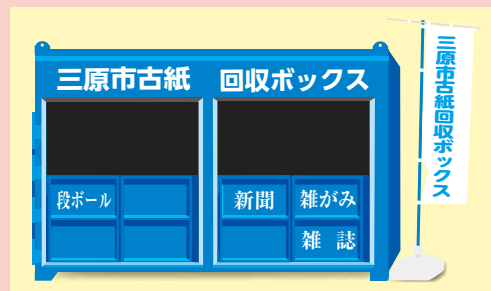 三原市古紙 回収ボックス
段ボール
新聞 雑がみ
雑 誌
三原市古紙回収ボックス